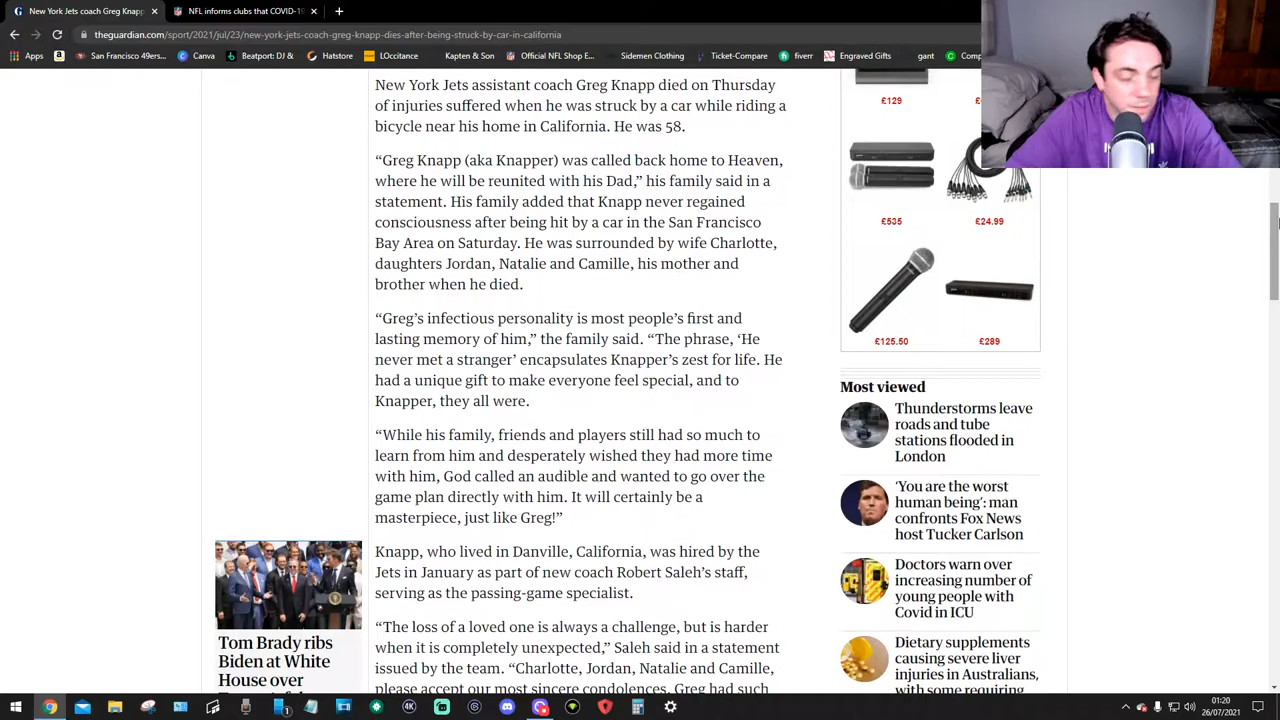 New York Jets coach Greg Knapp
NFL informs clubs that COVID-19
theguardian.com/sport/2021/jul/23/new-york-jets-coach-greg-knapp-dies-after-being-struck-by-car-in-california
Apps
San Francisco 49ers...
Canva
Beatport: DJ &
Hatstore
LOccitane
Kapten & Son
Official NFL Shop...
Sidemen Clothing
Ticket-Compare
fiverr
Engraved Gifts
gant
New York Jets assistant coach Greg Knapp died on Thursday
of injuries suffered when he was struck by a car while riding a
bicycle near his home in California. He was 58.
“Greg Knapp (aka Knapper) was called back home to Heaven,
where he will be reunited with his Dad,” his family said in a
statement. His family added that Knapp never regained
consciousness after being hit by a car in the San Francisco
Bay Area on Saturday. He was surrounded by wife Charlotte,
daughters Jordan, Natalie and Camille, his mother and
brother when he died.
“Greg’s infectious personality is most people’s first and
lasting memory of him,” the family said. “The phrase, ‘He
never met a stranger’ encapsulates Knapper’s zest for life. He
had a unique gift to make everyone feel special, and to
Knapper, they all were.
“While his family, friends and players still had so much to
learn from him and desperately wished they had more time
with him, God called an audible and wanted to go over the
game plan directly with him. It will certainly be a
masterpiece, just like Greg!”
Knapp, who lived in Danville, California, was hired by the
Jets in January as part of new coach Robert Saleh’s staff,
serving as the passing-game specialist.
“The loss of a loved one is always a challenge, but is harder
when it is completely unexpected,” Saleh said in a statement
issued by the team. “Charlotte, Jordan, Natalie and Camille,
please accept our most sincere condolences. Greg had such
Tom Brady ribs
Biden at White
House over
£129
£535
£24.99
£125.50
£289
Most viewed
Thunderstorms leave
roads and tube
stations flooded in
London
‘You are the worst
human being’: man
confronts Fox News
host Tucker Carlson
Doctors warn over
increasing number of
young people with
Covid in ICU
Dietary supplements
causing severe liver
injuries in Australians,
with some requiring
01:20
26/07/2021